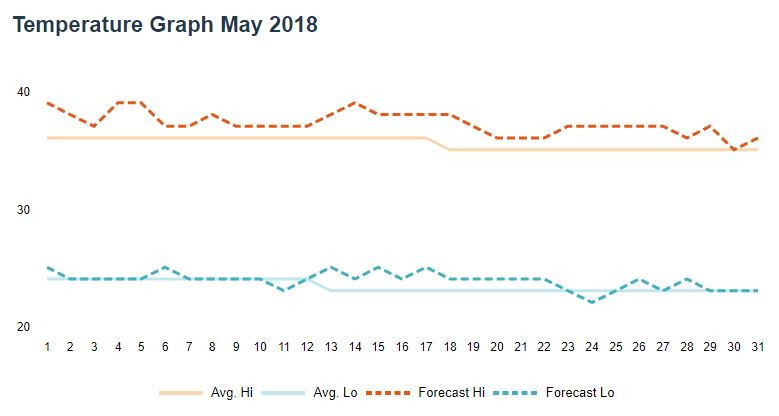 Temperature Graph May 2018
40
30
20
1 2 3 4 5 6 7 8 9 10 11 12 13 14 15 16 17 18 19 20 21 22 23 24 25 26 27 28 29 30 31
Avg. Hi Avg. Lo Forecast Hi Forecast Lo